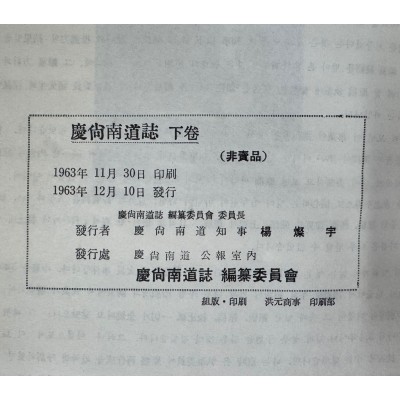 慶尙南道誌 下卷
(非賣品)
1963年 11月 30日 印刷
1963年 12月 10日 發行
慶尙南道誌 編纂委員會 委員長
發行者 慶尙南道知事 楊燦宇
發行處 慶尙南道 公報室內
慶尙南道誌 編纂委員會
組版·印刷 洪元商事 印刷部